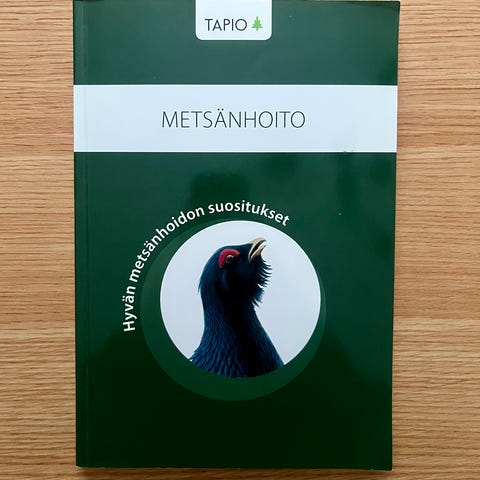 TAPIO
METSÄNHOITO
Hyvän metsänhoidon suositukset